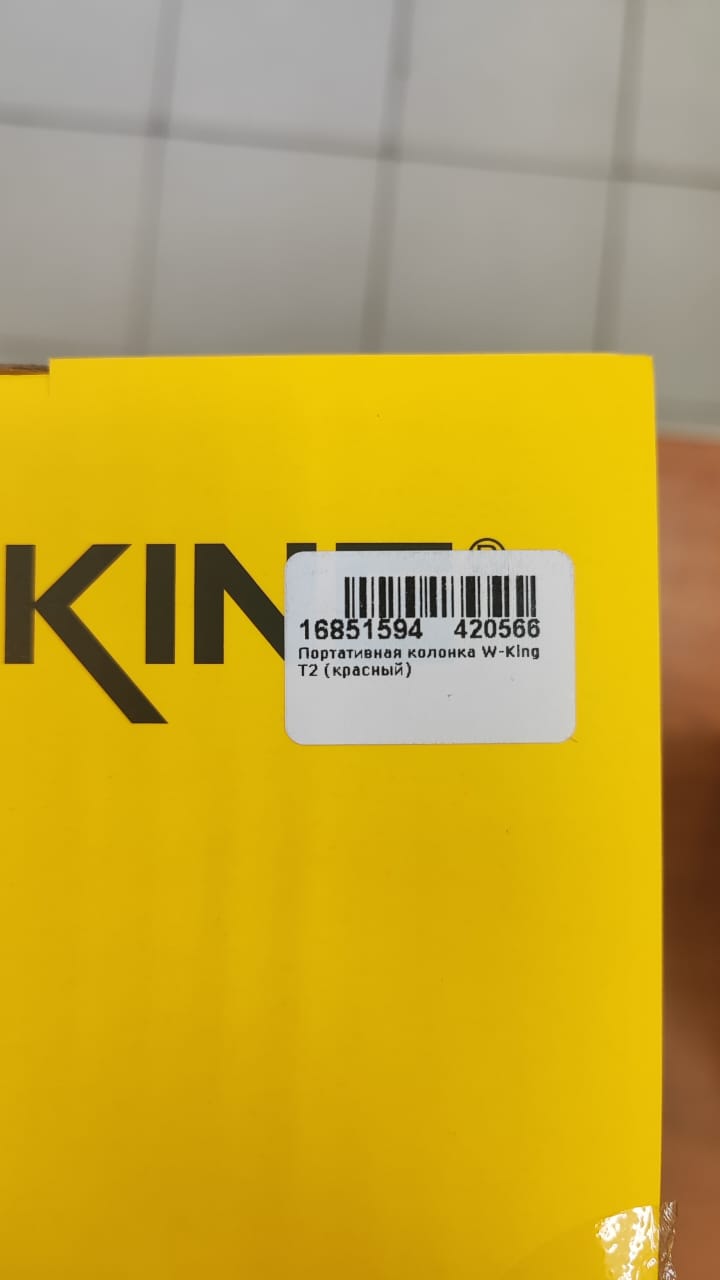 KIN
®
16851594 420566
Портативная колонка W-King
T2 (красный)